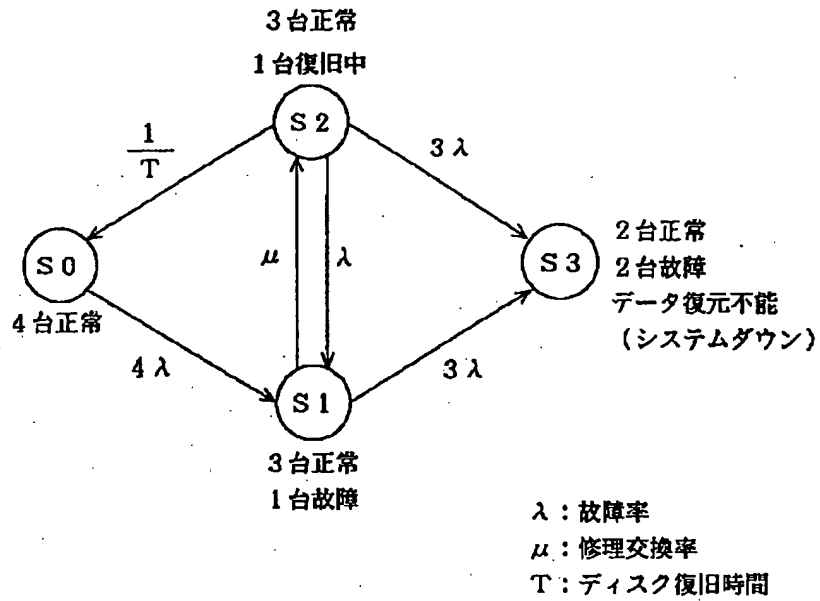 3台正常
1台復旧中
S2
1
T
3λ
S0
4台正常
μ
λ
S3
2台正常
2台故障
データ復元不能
(システムダウン)
4λ
3λ
S1
3台正常
1台故障
λ:故障率
μ:修理交換率
T:ディスク復旧時間